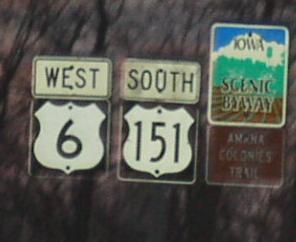 WEST
6
SOUTH
151
IOWA
SCENIC
BYWAY
AMANA
COLONIES
TRAIL